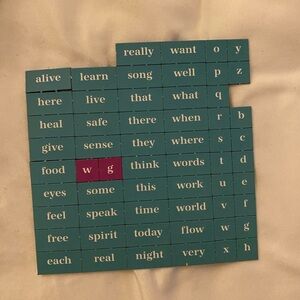 really want o y
alive learn song well p z
here live that what q
heal safe there when r b
give sense they where s c
food w g think words t d
eyes some this work u e
feel speak time world v f
free spirit today flow w g
each real night very x h